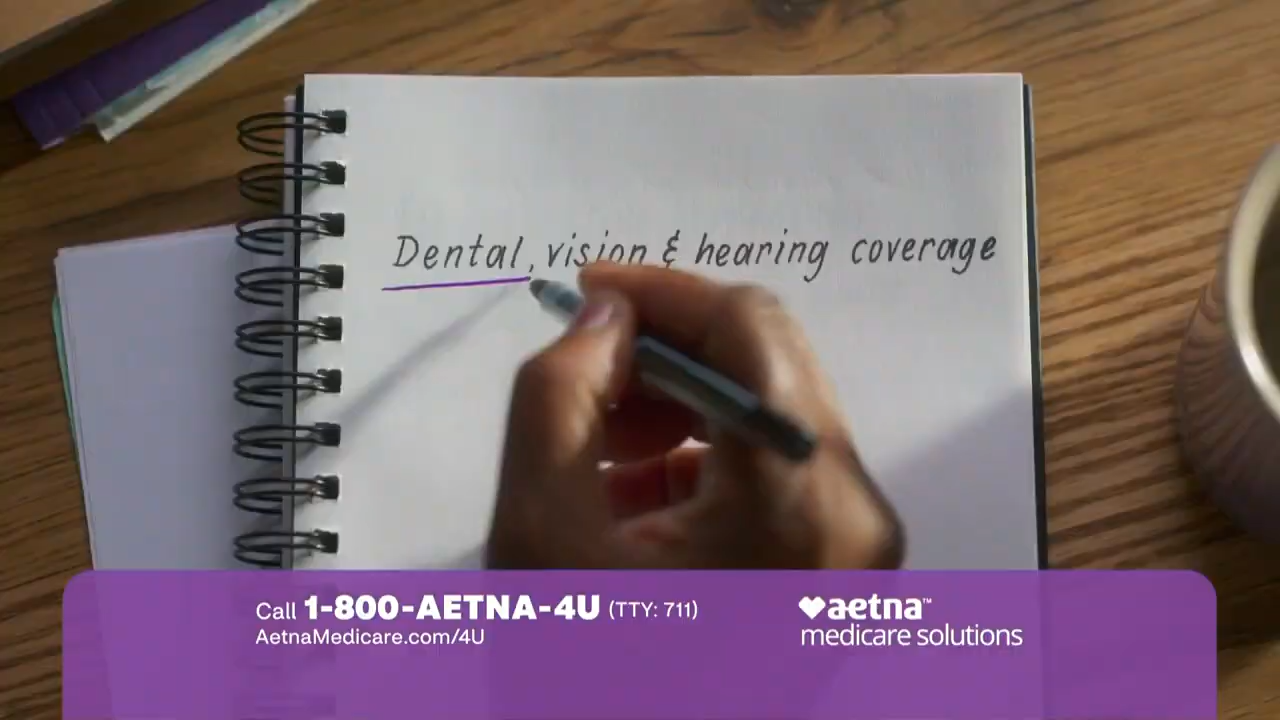 Dental, vision & hearing coverage
Call 1-800-AETNA-4U (TTY: 711)
AetnaMedicare.com/4U
aetna™
medicare solutions